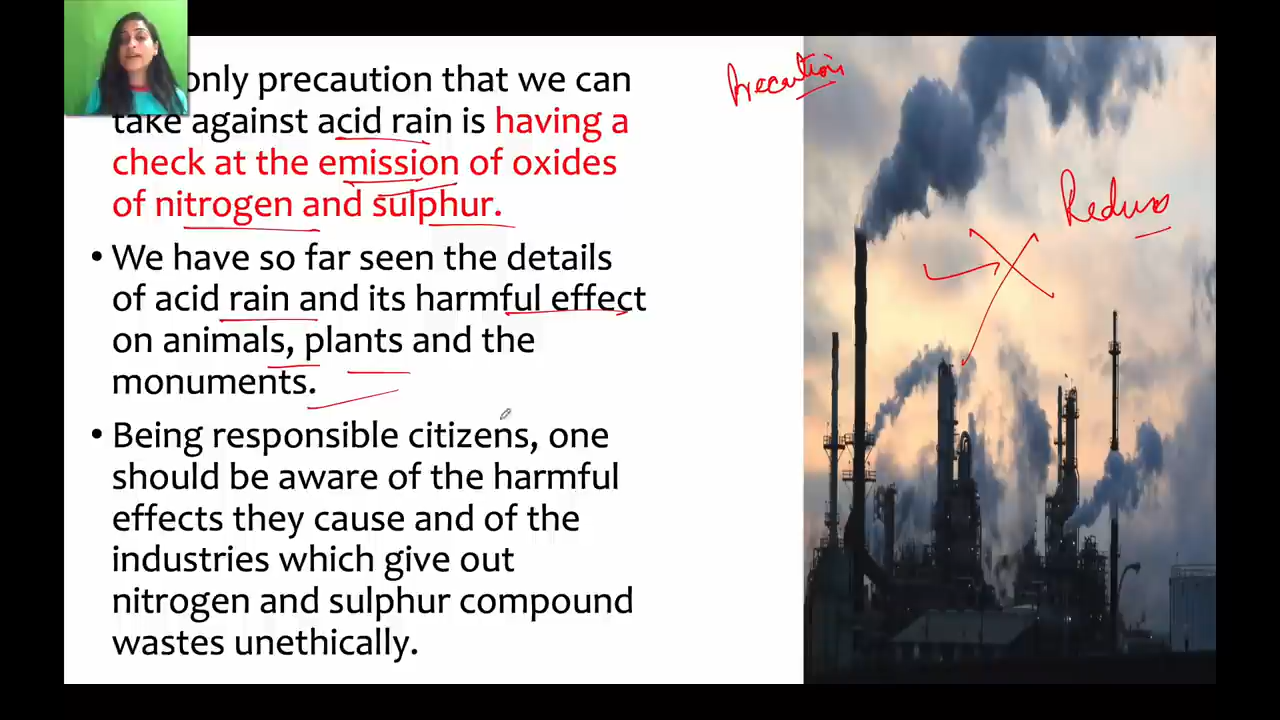 only precaution that we can
take against acid rain is having a
check at the emission of oxides
of nitrogen and sulphur.
• We have so far seen the details
of acid rain and its harmful effect
on animals, plants and the
monuments.
• Being responsible citizens, one
should be aware of the harmful
effects they cause and of the
industries which give out
nitrogen and sulphur compound
wastes unethically.
Precaution